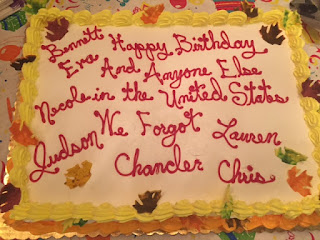 Bennett Happy Birthday
Eva And Anyone Else
Nicole in the United States
Judson We Forgot Lauren
Chandler Chris